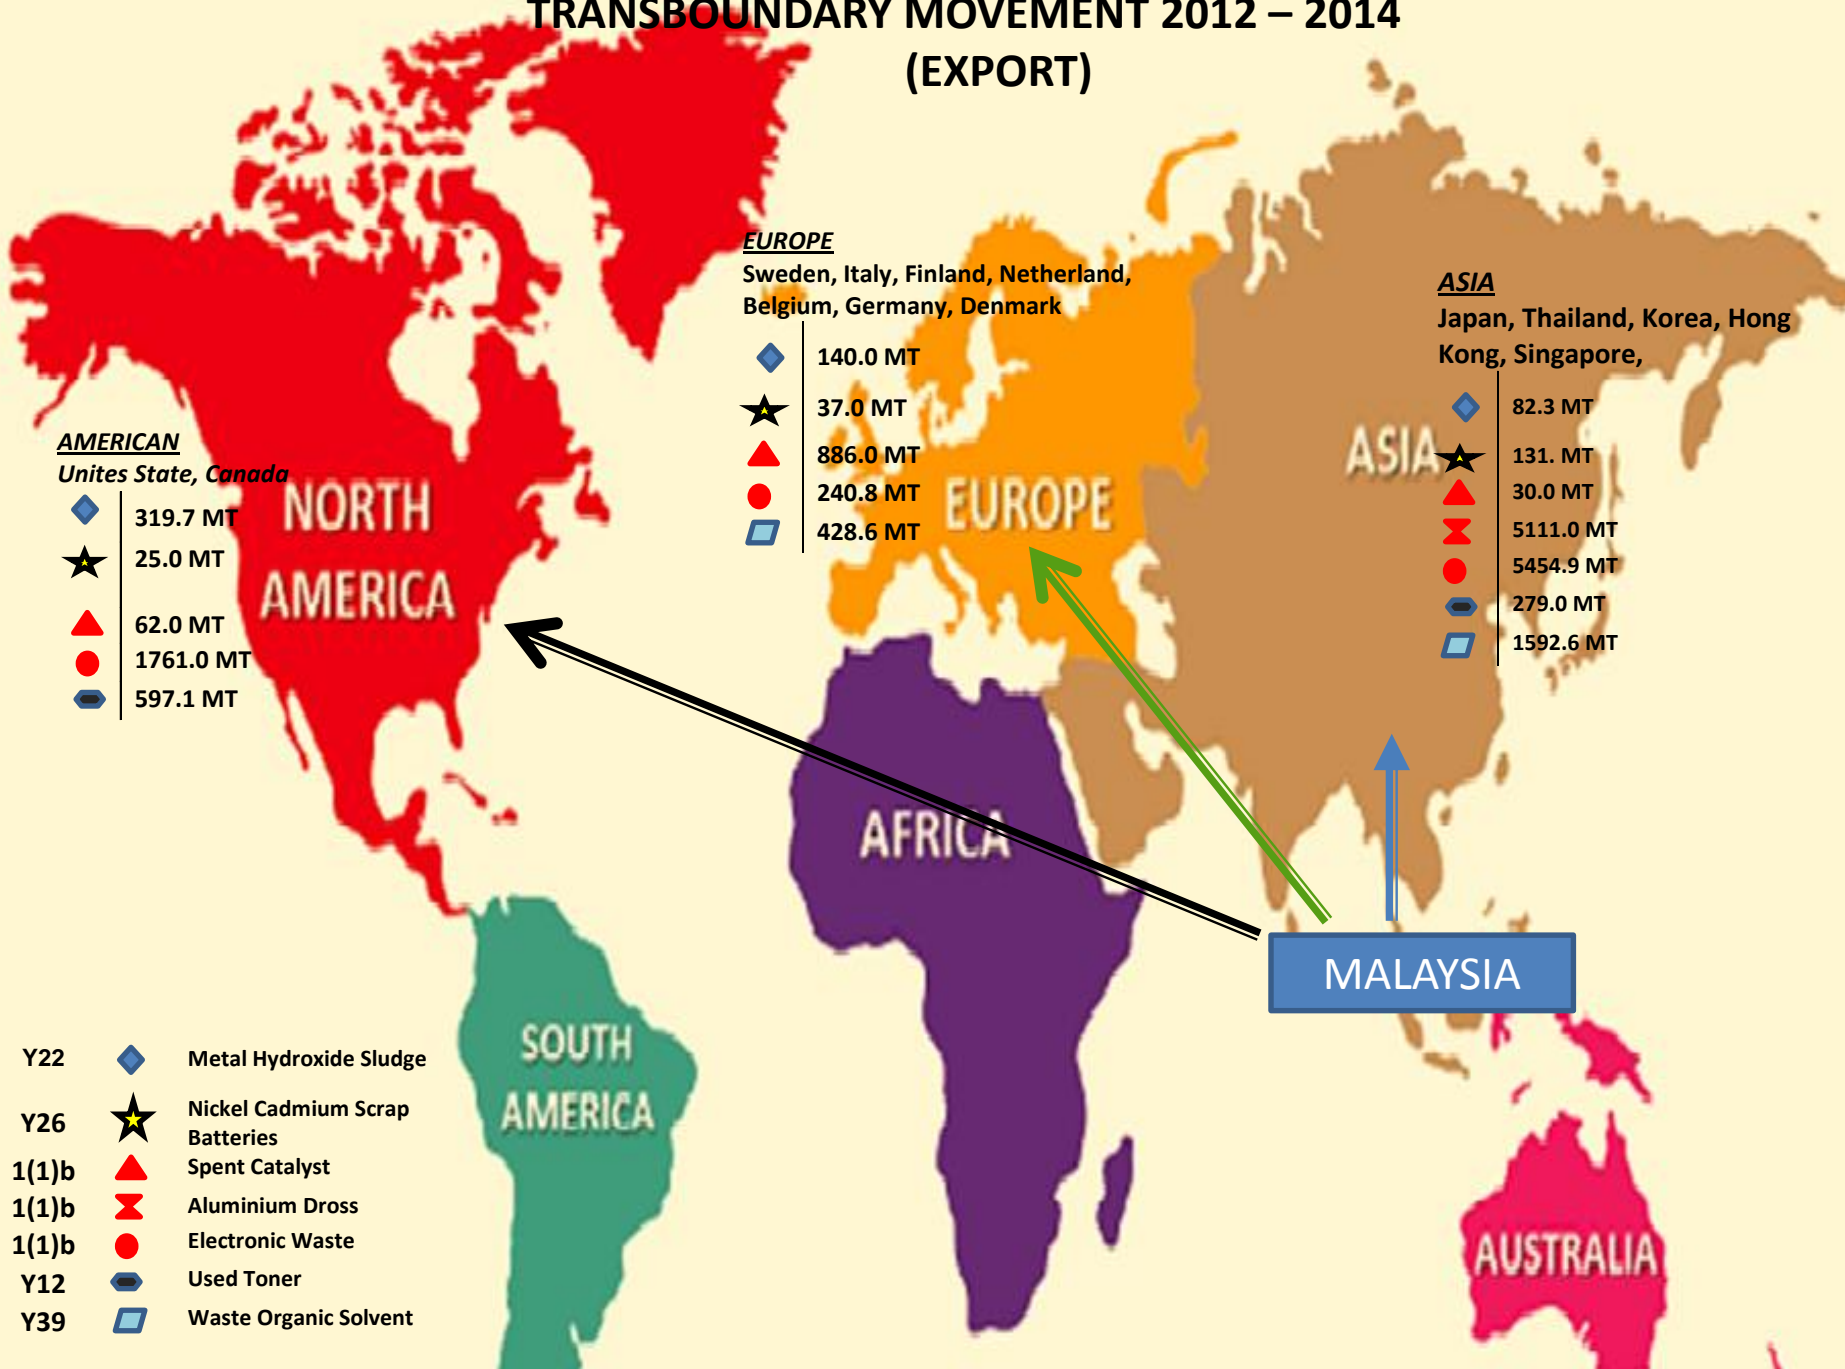 TRANSBOUNDARY MOVEMENT 2012 – 2014
(EXPORT)
EUROPE
Sweden, Italy, Finland, Netherland,
Belgium, Germany, Denmark
140.0 MT
37.0 MT
886.0 MT
240.8 MT
428.6 MT
ASIA
Japan, Thailand, Korea, Hong
Kong, Singapore,
82.3 MT
131. MT
30.0 MT
5111.0 MT
5454.9 MT
279.0 MT
1592.6 MT
AMERICAN
Unites State, Canada
319.7 MT
25.0 MT
62.0 MT
1761.0 MT
597.1 MT
NORTH
AMERICA
EUROPE
ASIA
AFRICA
MALAYSIA
SOUTH
AMERICA
AUSTRALIA
Y22 Metal Hydroxide Sludge
Y26 Nickel Cadmium Scrap
Batteries
1(1)b Spent Catalyst
1(1)b Aluminium Dross
1(1)b Electronic Waste
Y12 Used Toner
Y39 Waste Organic Solvent